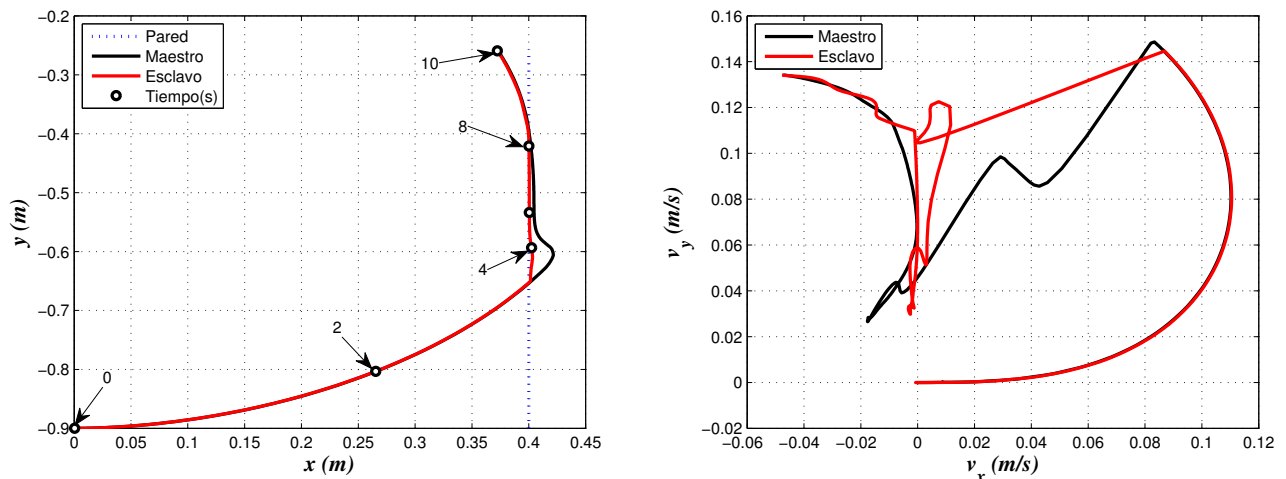 −0.2
−0.3
−0.4
−0.5
−0.6
−0.7
−0.8
−0.9
y (m)
Pared
Maestro
Esclavo
Tiempo(s)
10
8
4
2
0
0 0.05 0.1 0.15 0.2 0.25 0.3 0.35 0.4 0.45
x (m)
0.16
0.14
0.12
0.1
0.08
0.06
0.04
0.02
0
−0.02
v_y (m/s)
Maestro
Esclavo
−0.06 −0.04 −0.02 0 0.02 0.04 0.06 0.08 0.1 0.12
v_x (m/s)